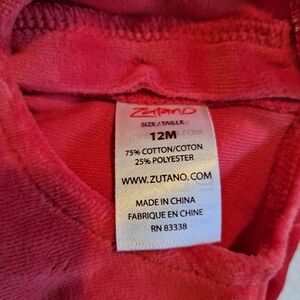 Zutano
SIZE/TAILLE
12M
75% COTTON/COTON
25% POLYESTER
WWW.ZUTANO.COM
MADE IN CHINA
FABRIQUE EN CHINE
RN 83338